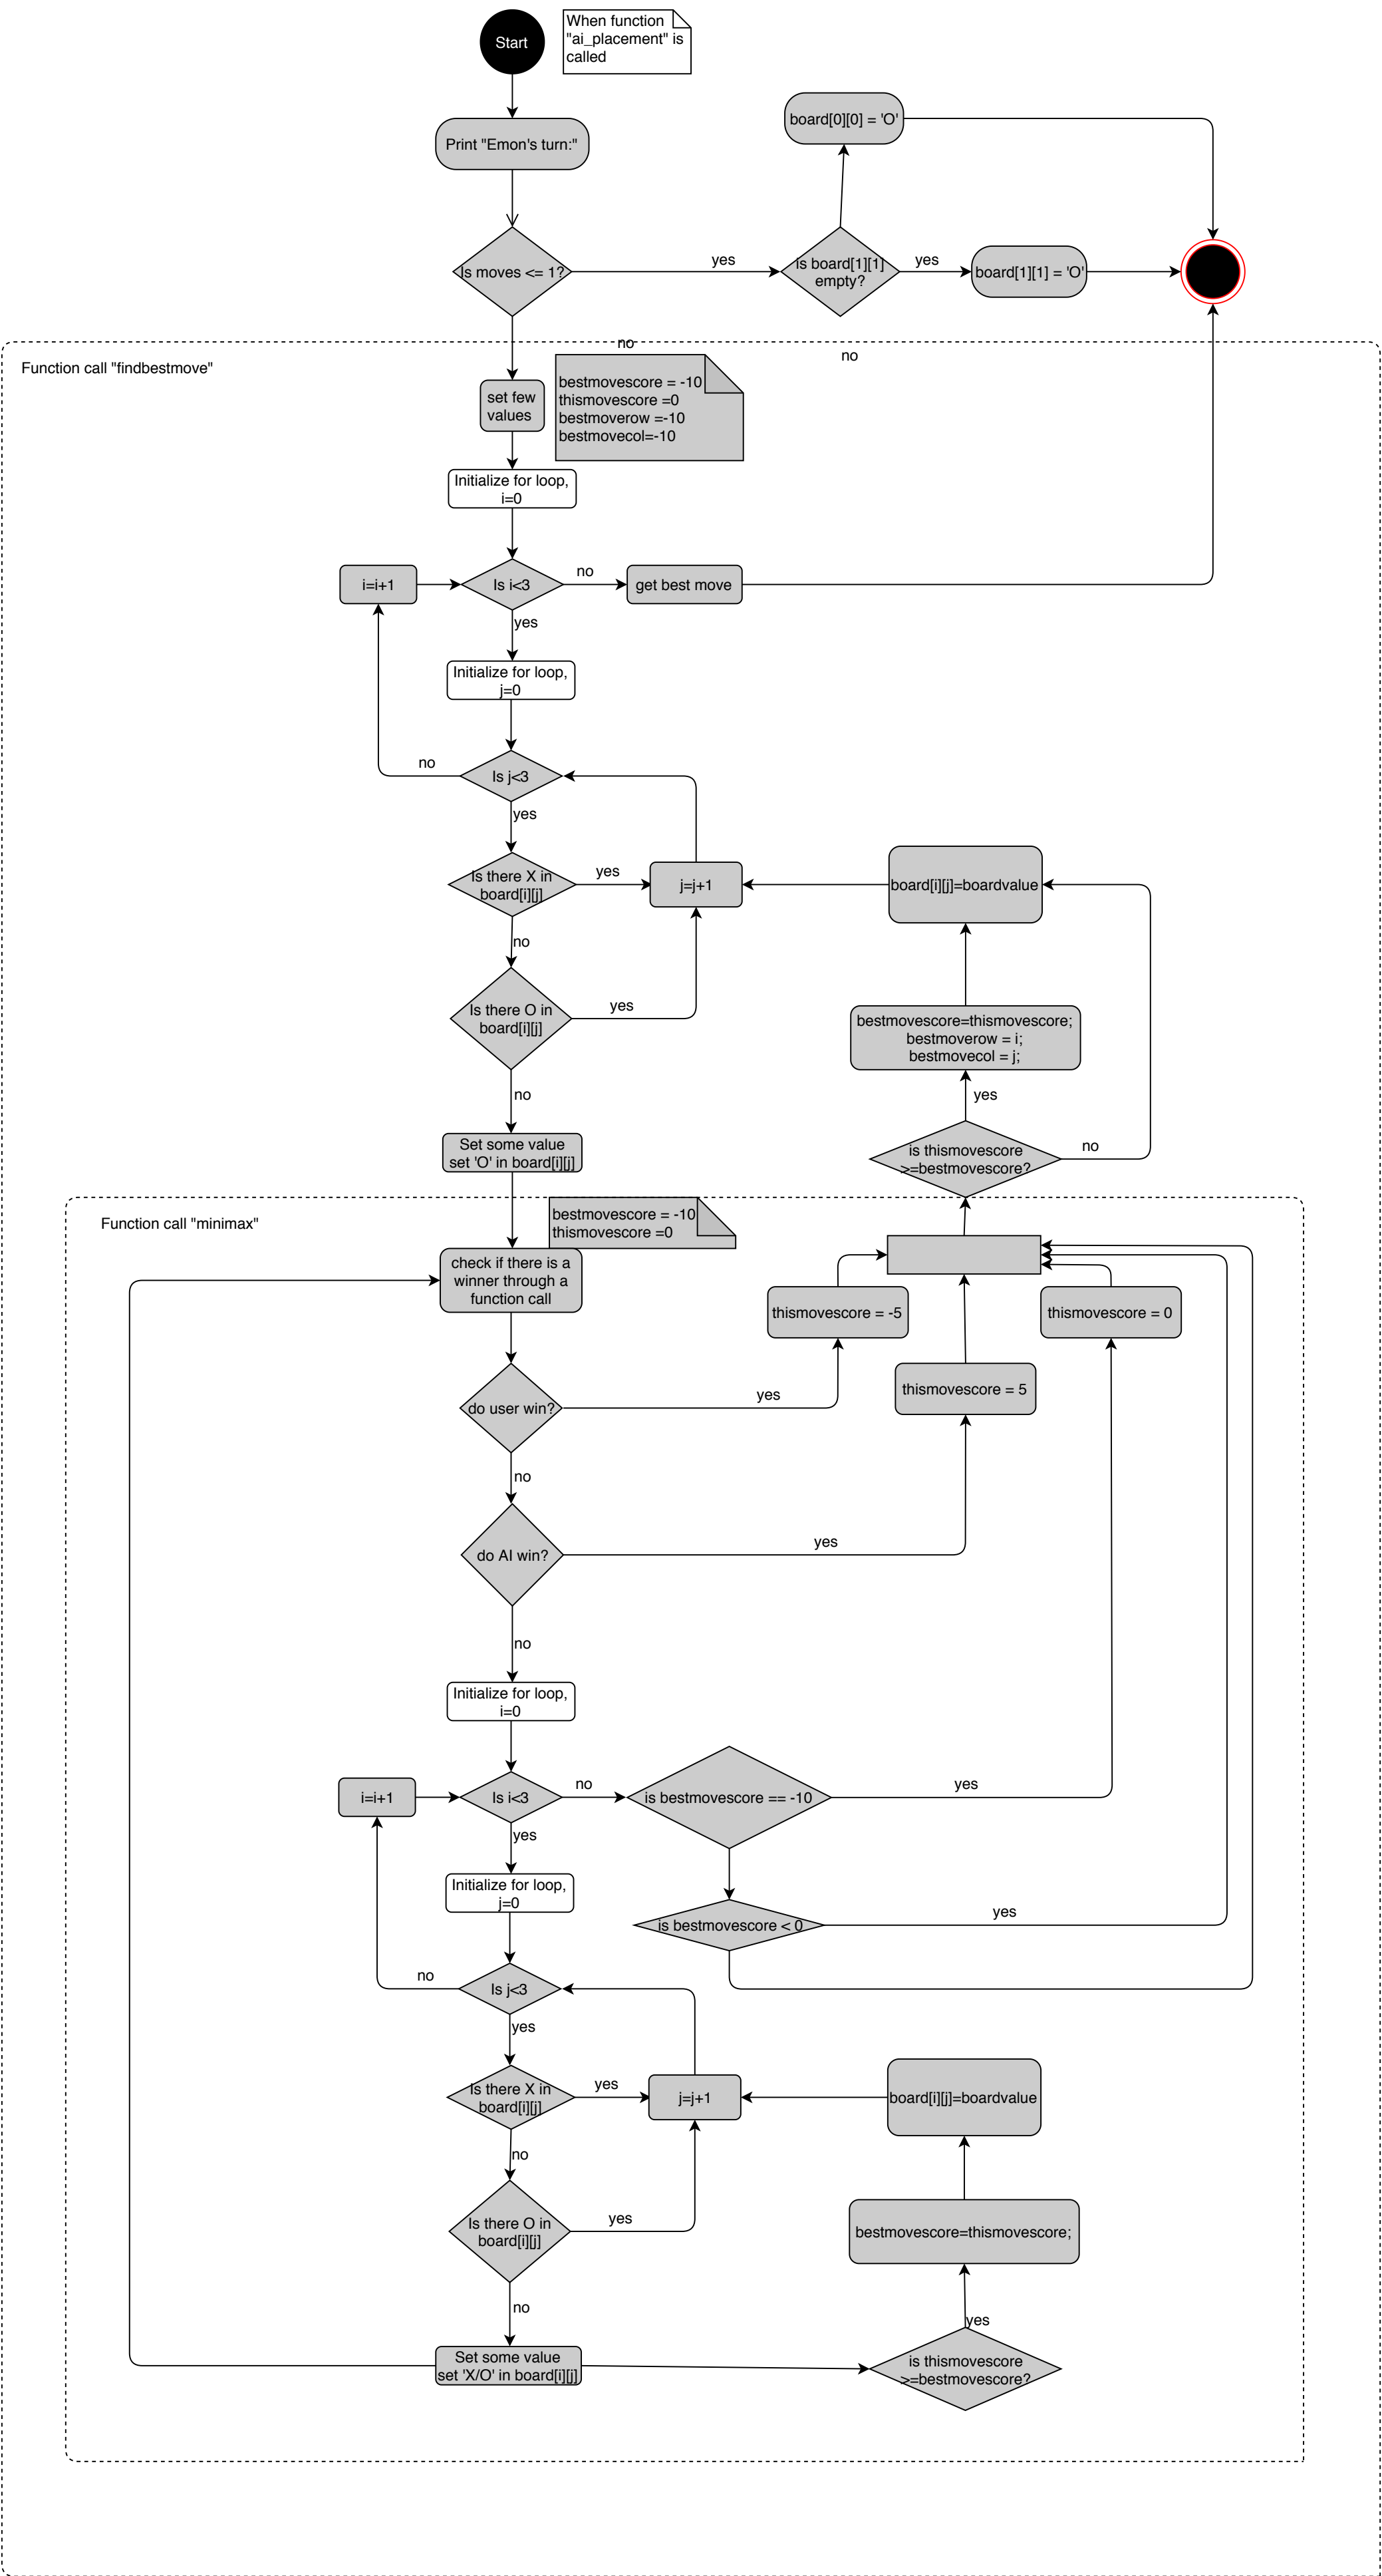 Start
When function
"ai_placement" is
called
Print "Emon's turn:"
board[0][0] = 'O'
Is moves <= 1?
yes
is board[1][1]
empty?
yes
board[1][1] = 'O'
no
no
Function call "findbestmove"
set few
values
bestmovescore = -10
thismovescore =0
bestmoverow =-10
bestmovecol=-10
Initialize for loop,
i=0
i=i+1
Is i<3
no
get best move
yes
Initialize for loop,
j=0
no
Is j<3
yes
Is there X in
board[i][j]
yes
j=j+1
board[i][j]=boardvalue
no
Is there O in
board[i][j]
yes
bestmovescore=thismovescore;
bestmoverow = i;
bestmovecol = j;
no
yes
Set some value
set 'O' in board[i][j]
is thismovescore
>=bestmovescore?
no
Function call "minimax"
bestmovescore = -10
thismovescore =0
check if there is a
winner through a
function call
thismovescore = -5
thismovescore = 0
thismovescore = 5
do user win?
yes
no
do AI win?
yes
no
Initialize for loop,
i=0
i=i+1
Is i<3
no
is bestmovescore == -10
yes
yes
Initialize for loop,
j=0
is bestmovescore < 0
yes
no
Is j<3
yes
Is there X in
board[i][j]
yes
j=j+1
board[i][j]=boardvalue
no
Is there O in
board[i][j]
yes
bestmovescore=thismovescore;
no
yes
Set some value
set 'X/O' in board[i][j]
is thismovescore
>=bestmovescore?